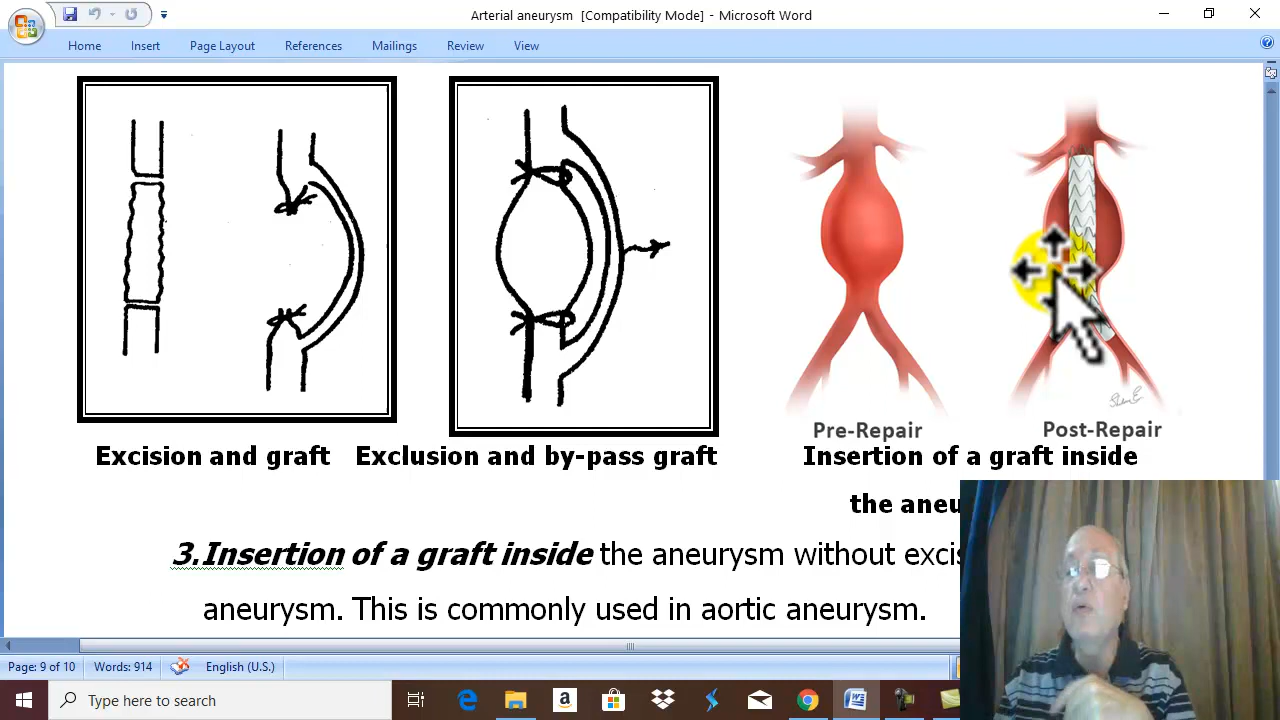 Arterial aneurysm [Compatibility Mode] - Microsoft Word
Home Insert Page Layout References Mailings Review View
Pre-Repair Post-Repair
Excision and graft Exclusion and by-pass graft Insertion of a graft inside
the aneu
3.Insertion of a graft inside the aneurysm without excis
aneurysm. This is commonly used in aortic aneurysm.
Page: 9 of 10 Words: 914 English (U.S.)
Type here to search